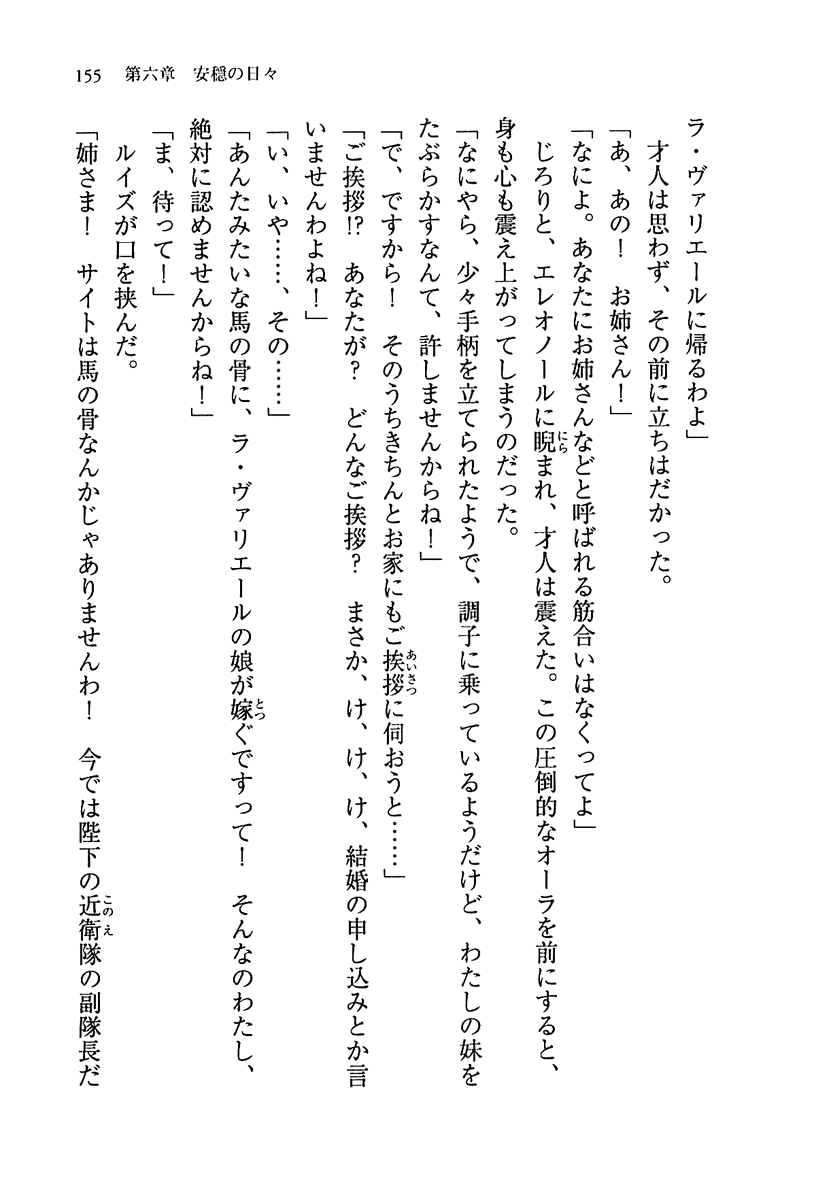 155　第六章　安穏の日々
ラ・ヴァリエールに帰るわよ」
　才人は思わず、その前に立ちはだかった。
「あ、あの！　お姉さん！」
「なによ。あなたにお姉さんなどと呼ばれる筋合いはなくってよ」
　じろりと、エレオノールに睨まれ、才人は震えた。この圧倒的なオーラを前にすると、
身も心も震え上がってしまうのだった。
「なにやら、少々手柄を立てられたようで、調子に乗っているようだけど、わたしの妹を
たぶらかすなんて、許しませんからね！」
「で、ですから！　そのうちきちんとお家にもご挨拶に伺おうと……」
「ご挨拶!?　あなたが？　どんなご挨拶？　まさか、け、け、け、結婚の申し込みとか言
いませんわよね！」
「い、いや……、その……」
「あんたみたいな馬の骨に、ラ・ヴァリエールの娘が嫁ぐですって！　そんなのわたし、
絶対に認めませんからね！」
「ま、待って！」
　ルイズが口を挟んだ。
「姉さま！　サイトは馬の骨なんかじゃありませんわ！　今では陛下の近衛隊の副隊長だ